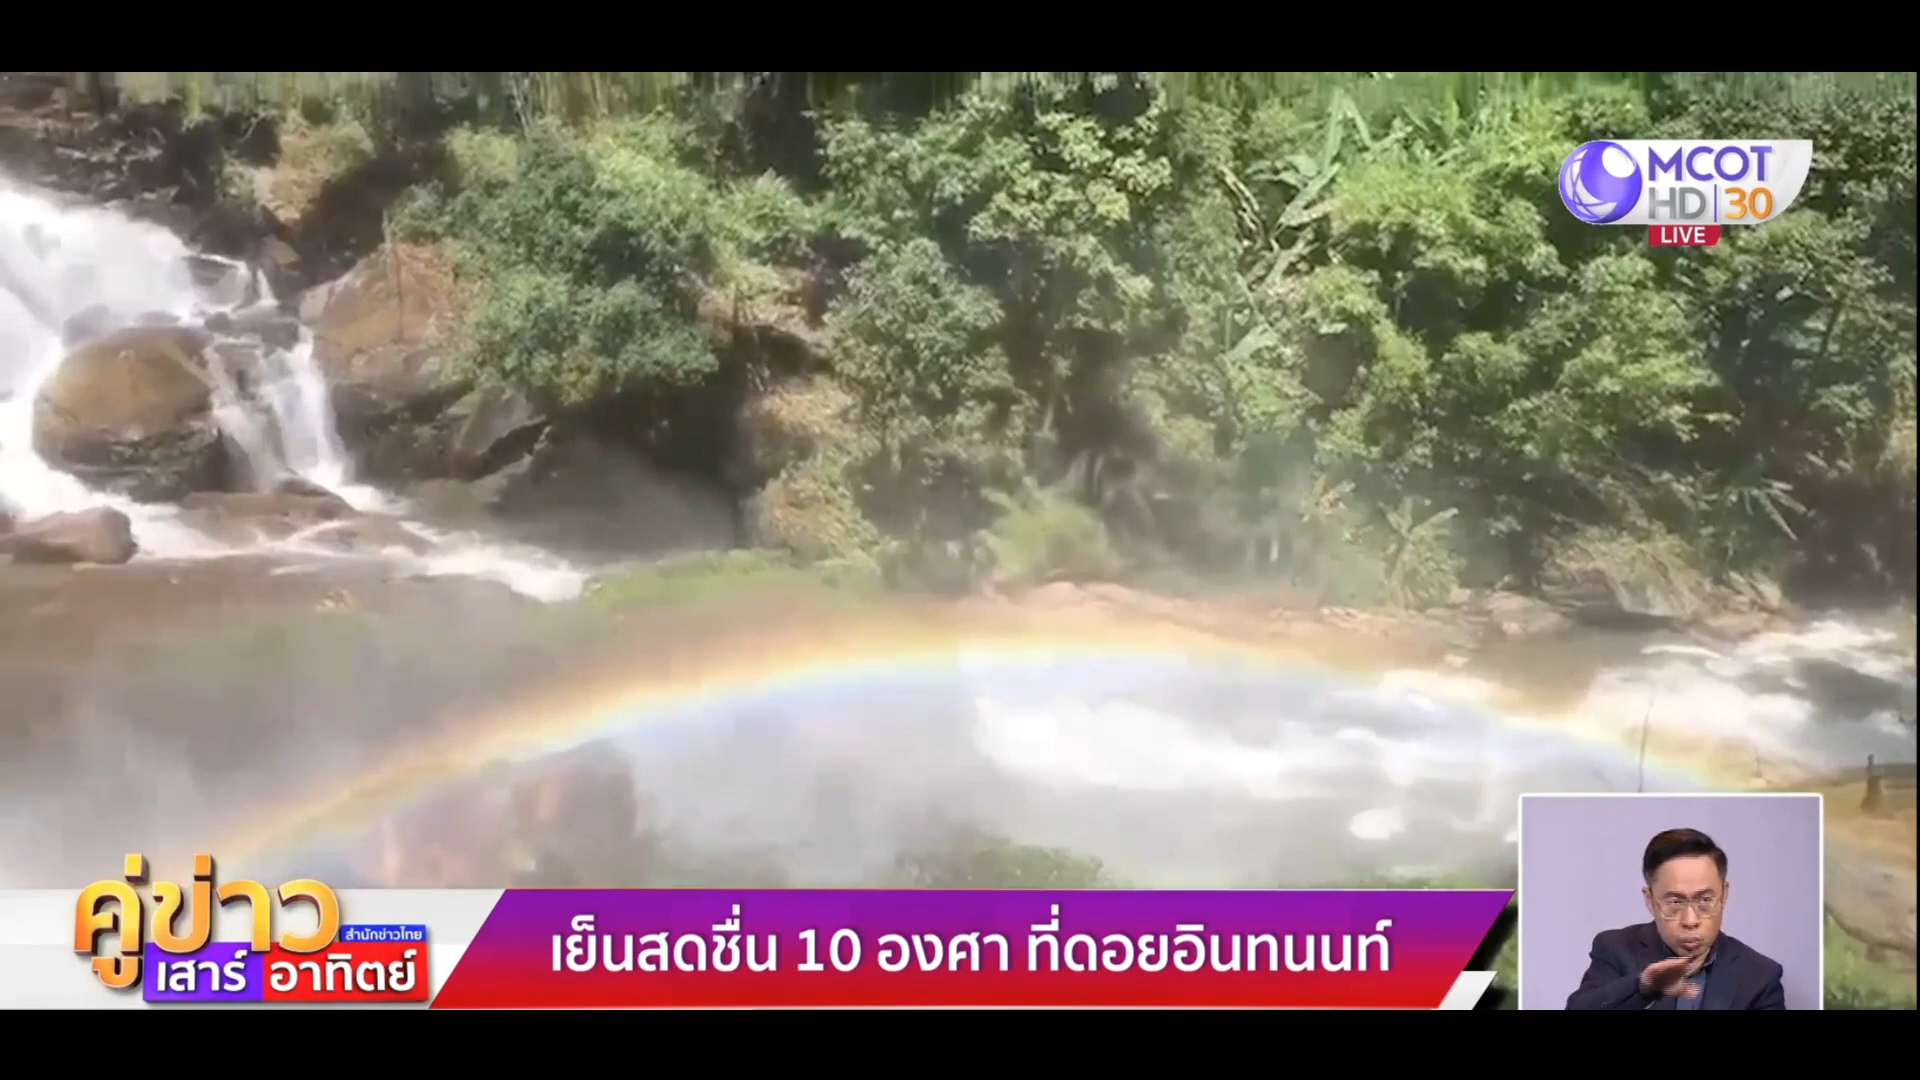 MCOT
HD 30
LIVE
คู่ข่าว
สำนักข่าวไทย
เสาร์ อาทิตย์
เย็นสดชื่น 10 องศา ที่ดอยอินทนนท์